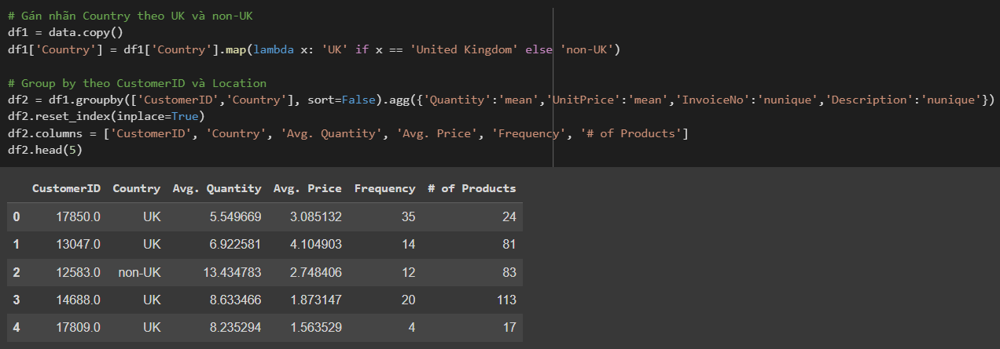 # Gán nhãn Country theo UK và non-UK
df1 = data.copy()
df1['Country'] = df1['Country'].map(lambda x: 'UK' if x == 'United Kingdom' else 'non-UK')
# Group by theo CustomerID và Location
df2 = df1.groupby(['CustomerID','Country'], sort=False).agg({'Quantity':'mean','UnitPrice':'mean','InvoiceNo':'nunique','Description':'nunique'})
df2.reset_index(inplace=True)
df2.columns = ['CustomerID', 'Country', 'Avg. Quantity', 'Avg. Price', 'Frequency', '# of Products']
df2.head(5)
CustomerID Country Avg. Quantity Avg. Price Frequency # of Products
0 17850.0 UK 5.549669 3.085132 35 24
1 13047.0 UK 6.922581 4.104903 14 81
2 12583.0 non-UK 13.434783 2.748406 12 83
3 14688.0 UK 8.633466 1.873147 20 113
4 17809.0 UK 8.235294 1.563529 4 17